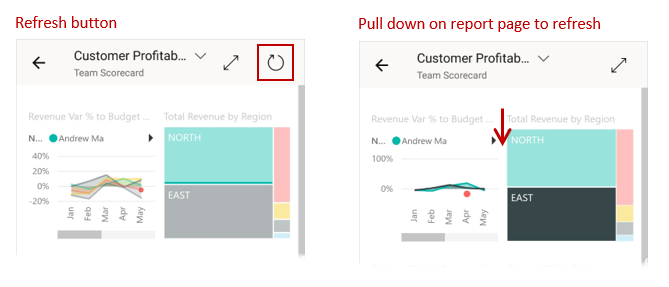 Refresh button
Customer Profitab...
Team Scorecard
Revenue Var % to Budget ...
Total Revenue by Region
N...
Andrew Ma
NORTH
40%
20%
0%
-20%
EAST
Jan
Feb
Mar
Apr
May
Pull down on report page to refresh
Customer Profitab...
Team Scorecard
Revenue Var % to Budget ...
Total Revenue by Region
N...
Andrew Ma
NORTH
100%
0%
EAST
Jan
Feb
Mar
Apr
May